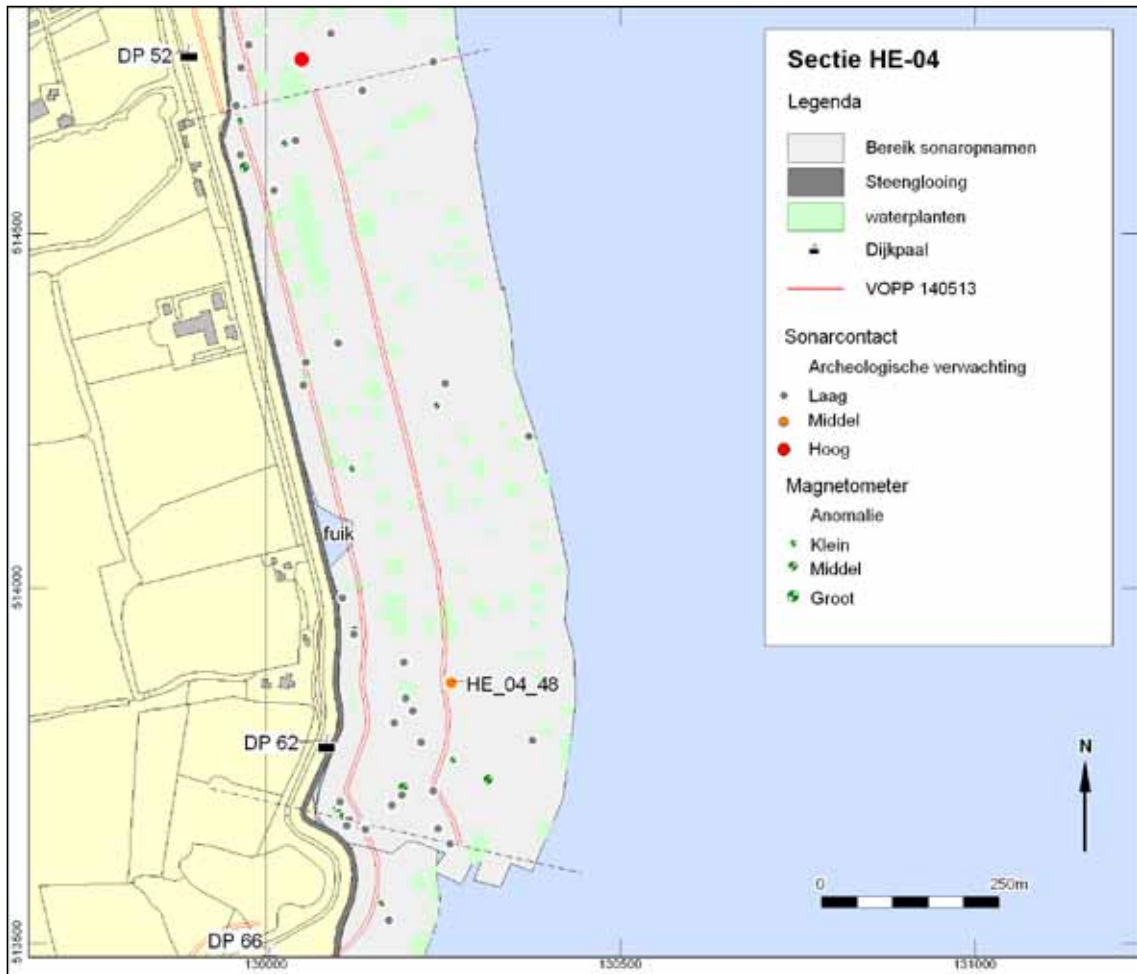 DP 52
Sectie HE-04
Legenda
Bereik sonaropnamen
Steenglooing
waterplanten
Dijkpaal
VOPP 140513
Sonarcontact
Archeologische verwachting
Laag
Middel
Hoog
Magnetometer
Anomalie
Klein
Middel
Groot
514500
fuik
514000
HE_04_48
DP 62
N
0 250m
DP 66
513500
130000 130500 131000